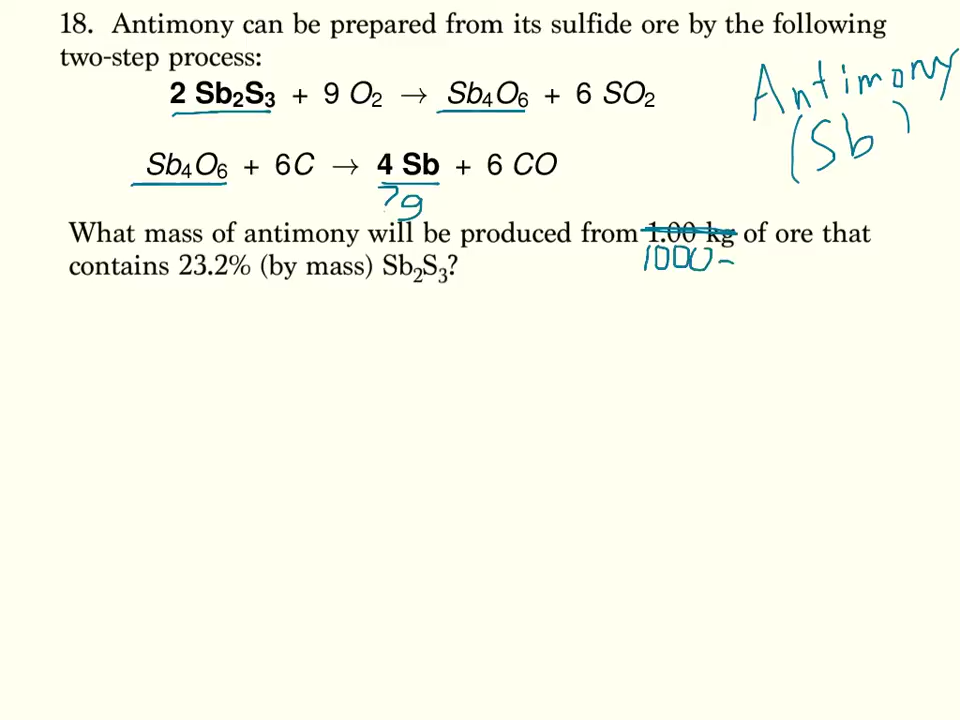 18. Antimony can be prepared from its sulfide ore by the following
two-step process:
2 Sb₂S₃ + 9 O₂ → Sb₄O₆ + 6 SO₂
Antimony
(Sb)
Sb₄O₆ + 6C → 4 Sb + 6 CO
?g
What mass of antimony will be produced from 1.00 kg of ore that
1000
contains 23.2% (by mass) Sb₂S₃?